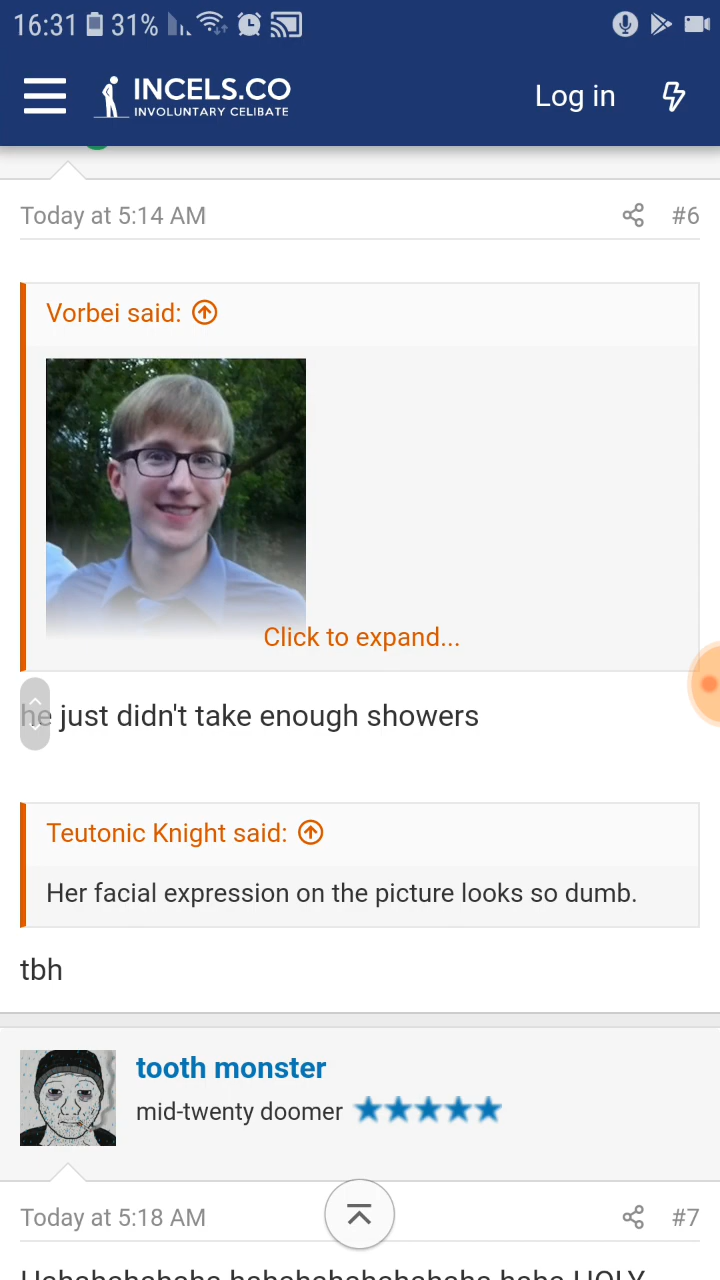 16:31 31%
INCELS.CO
INVOLUNTARY CELIBATE
Log in
Today at 5:14 AM #6
Vorbei said:
Click to expand...
he just didn't take enough showers
Teutonic Knight said:
Her facial expression on the picture looks so dumb.
tbh
tooth monster
mid-twenty doomer
Today at 5:18 AM #7